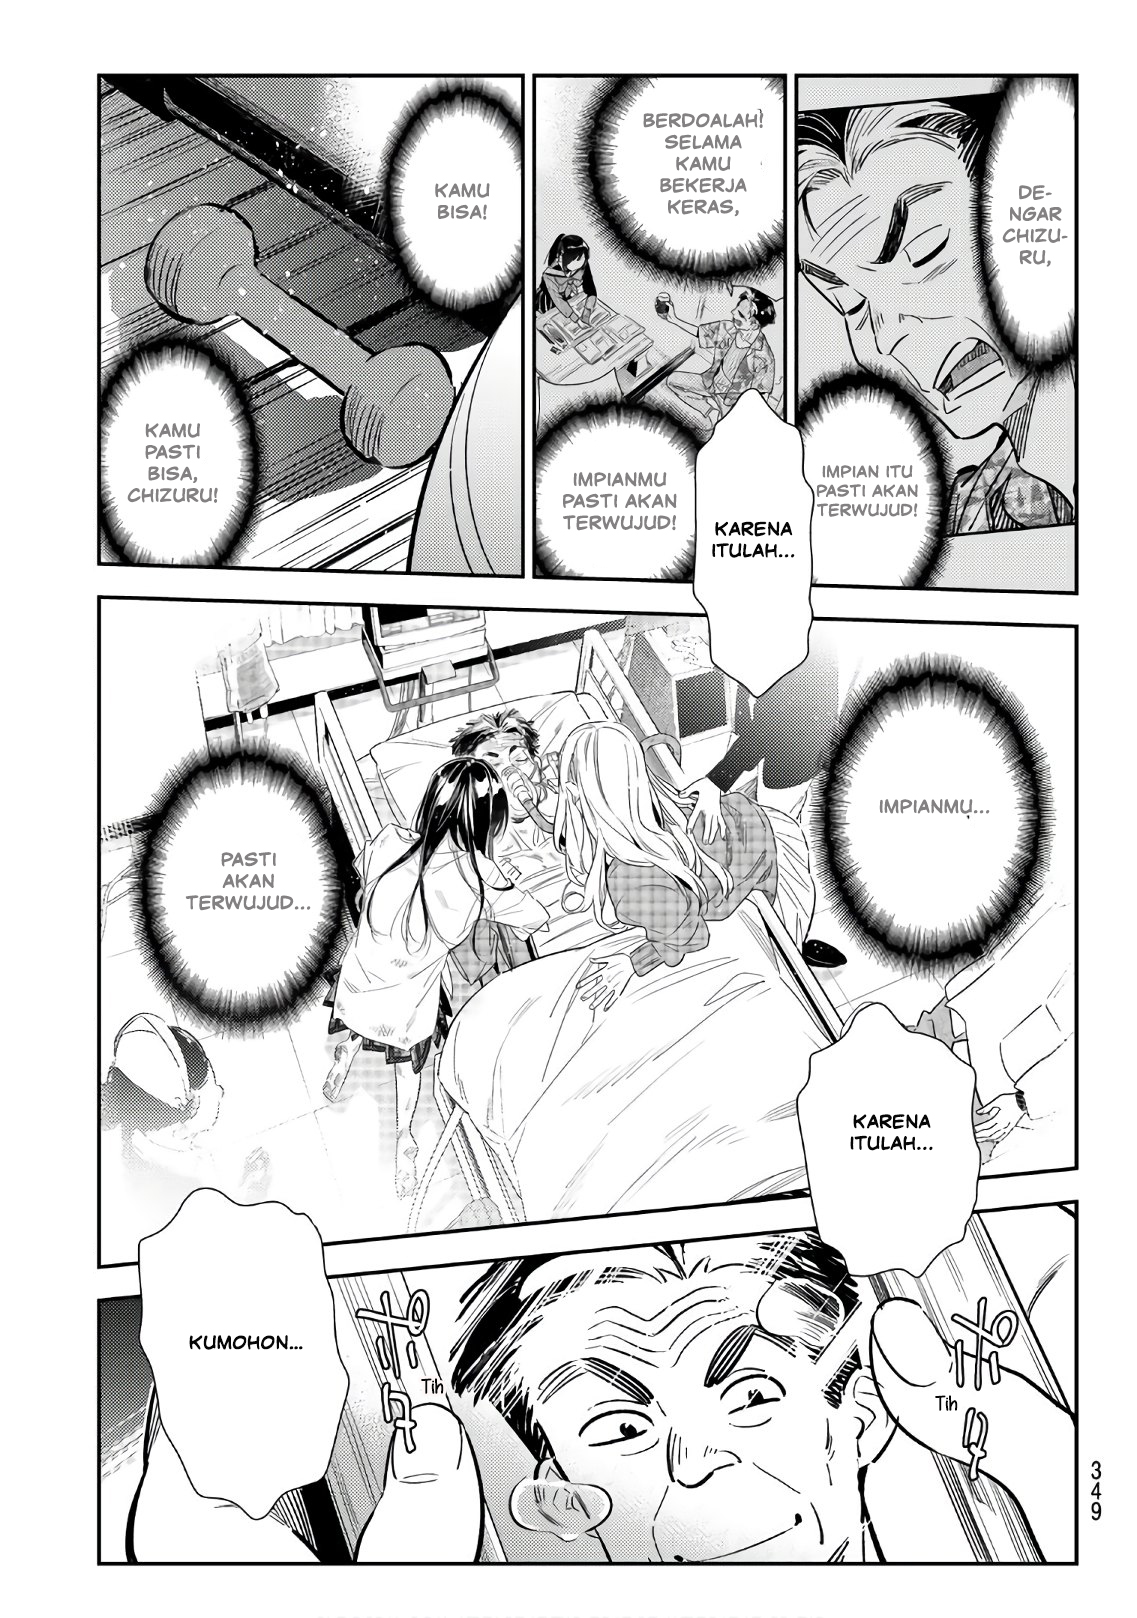 DE-
NGAR
CHIZU-
RU,
IMPIAN ITU
PASTI AKAN
TERWUJUD!
BERDOALAH!
SELAMA
KAMU
BEKERJA
KERAS,
IMPIANMU
PASTI AKAN
TERWUJUD!
KAMU
BISA!
KAMU
PASTI
BISA,
CHIZURU!
KARENA
ITULAH...
IMPIANMU...
PASTI
AKAN
TERWUJUD...
KARENA
ITULAH...
Tih
Tih
KUMOHON...
349